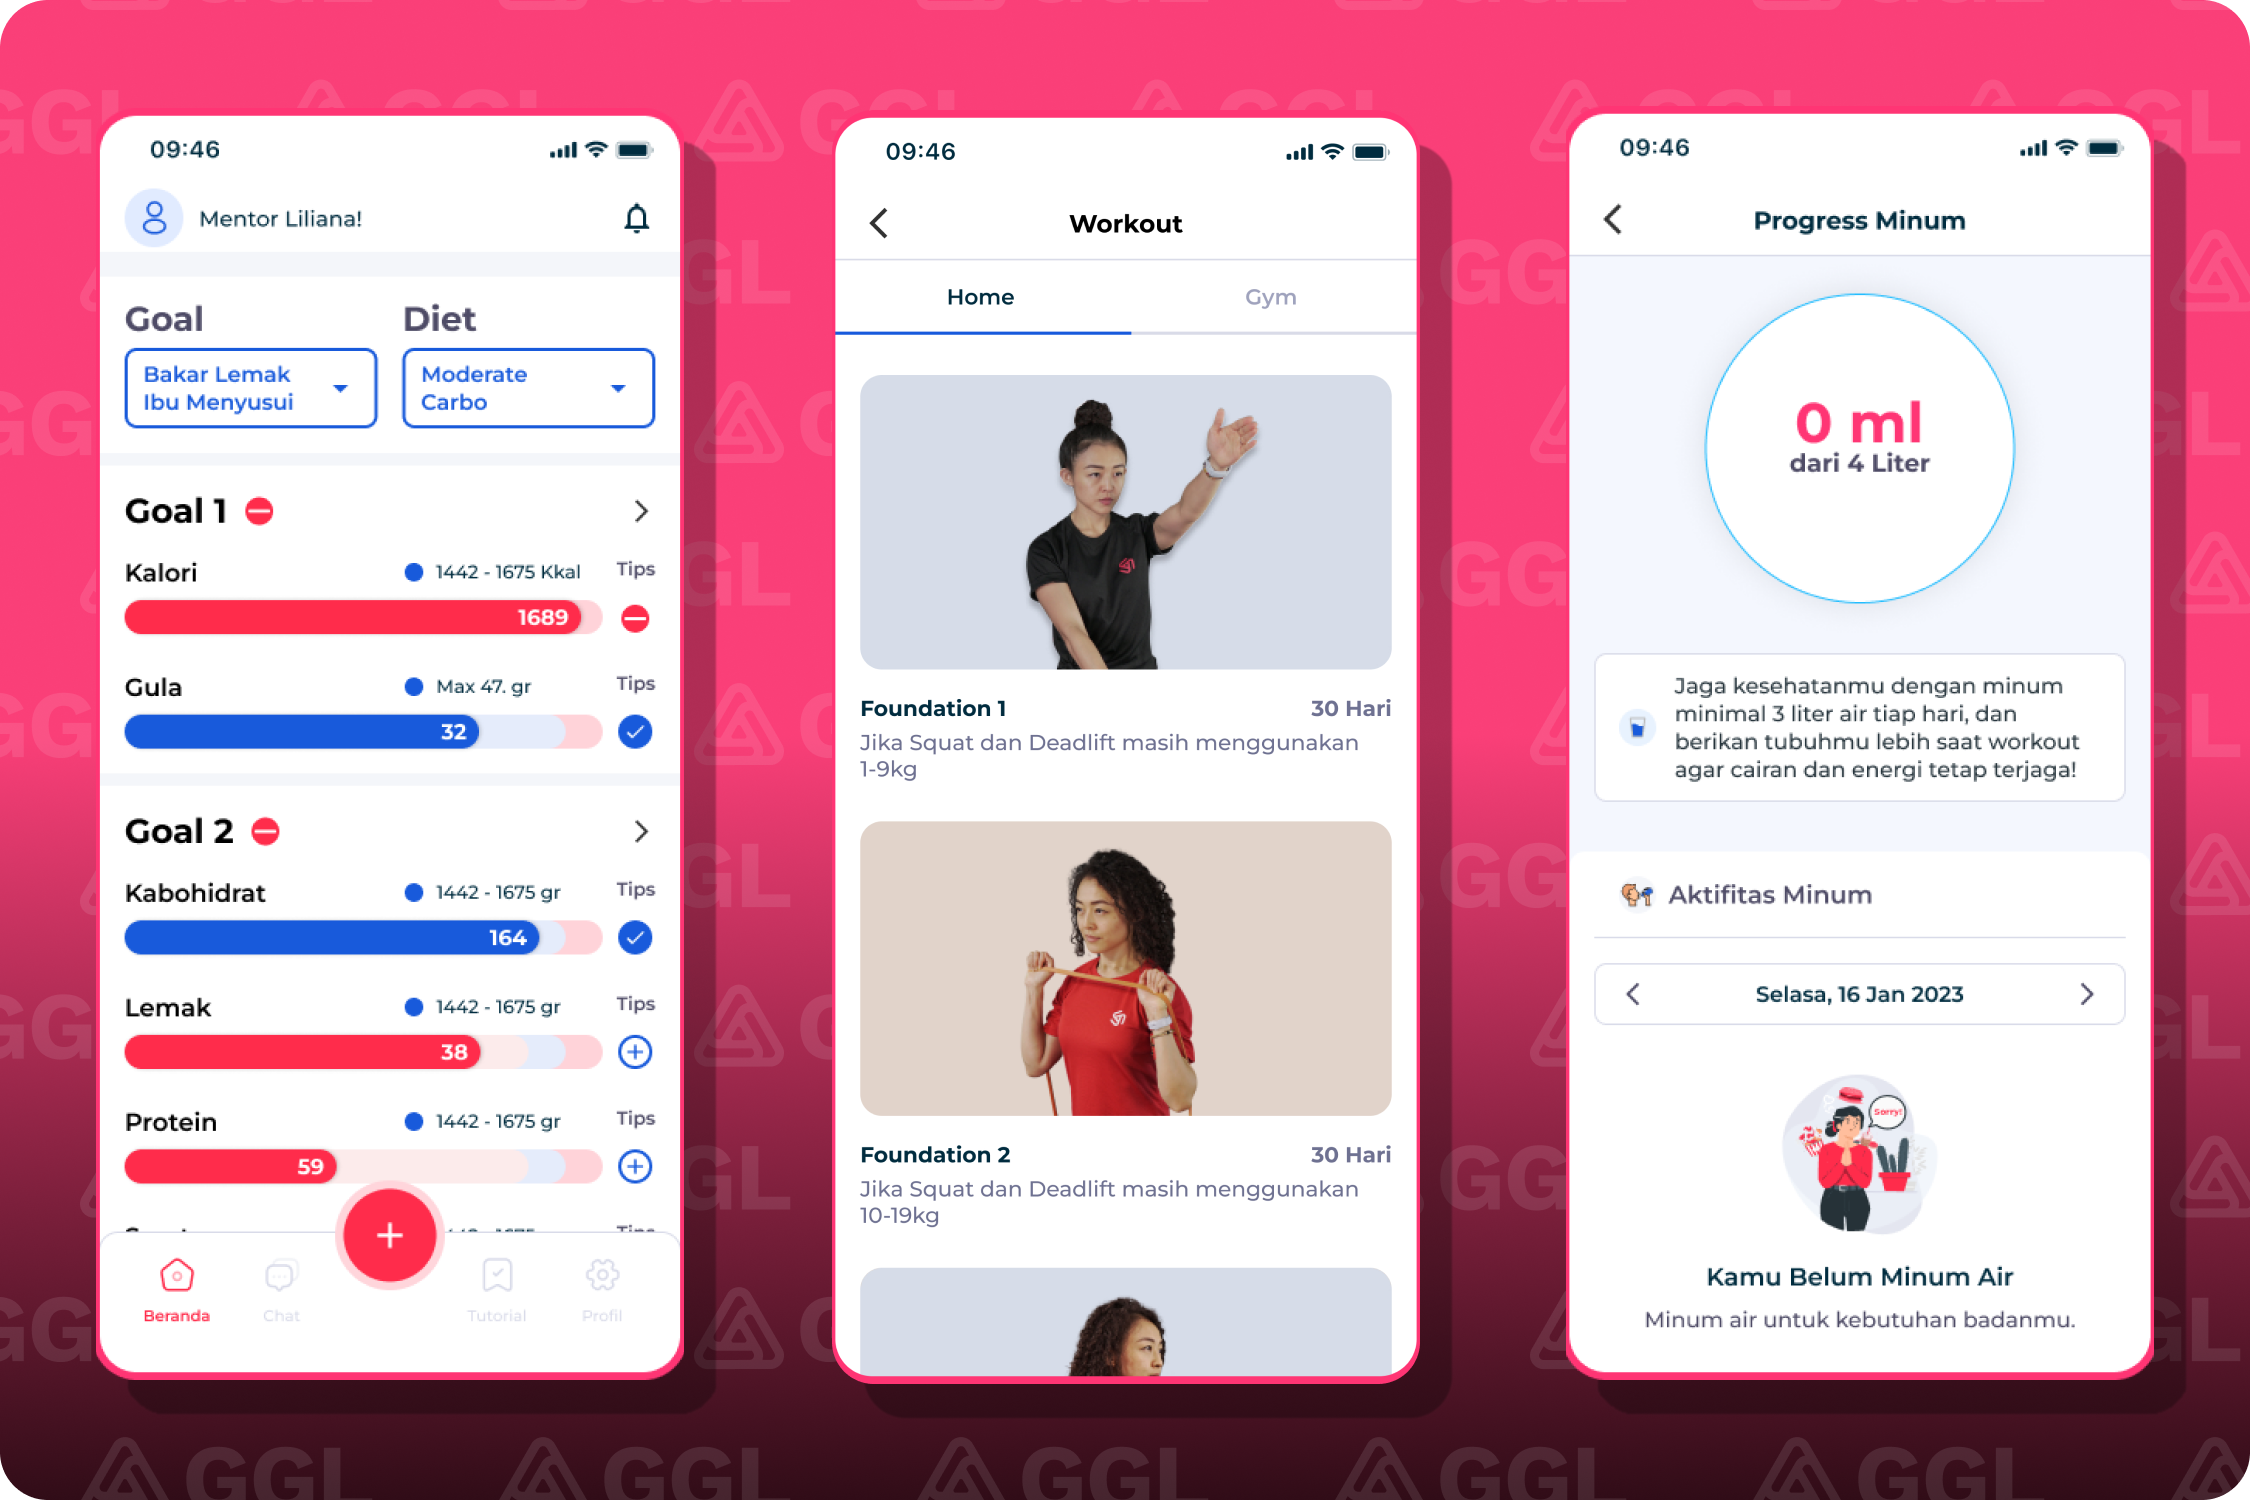 09:46
Mentor Liliana!
Goal
Diet
Bakar Lemak
Ibu Menyusui
Moderate
Carbo
Goal 1
Kalori
1442 - 1675 Kkal
Tips
1689
Gula
Max 47. gr
Tips
32
Goal 2
Kabohidrat
1442 - 1675 gr
Tips
164
Lemak
1442 - 1675 gr
Tips
38
Protein
1442 - 1675 gr
Tips
59
Beranda
Chat
Tutorial
Profil
09:46
Workout
Home
Gym
Foundation 1
30 Hari
Jika Squat dan Deadlift masih menggunakan
1-9kg
Foundation 2
30 Hari
Jika Squat dan Deadlift masih menggunakan
10-19kg
09:46
Progress Minum
0 ml
dari 4 Liter
Jaga kesehatanmu dengan minum
minimal 3 liter air tiap hari, dan
berikan tubuhmu lebih saat workout
agar cairan dan energi tetap terjaga!
Aktifitas Minum
Selasa, 16 Jan 2023
Sorry!
Kamu Belum Minum Air
Minum air untuk kebutuhan badanmu.
GGL
GGL
GGL
GGL
GGL